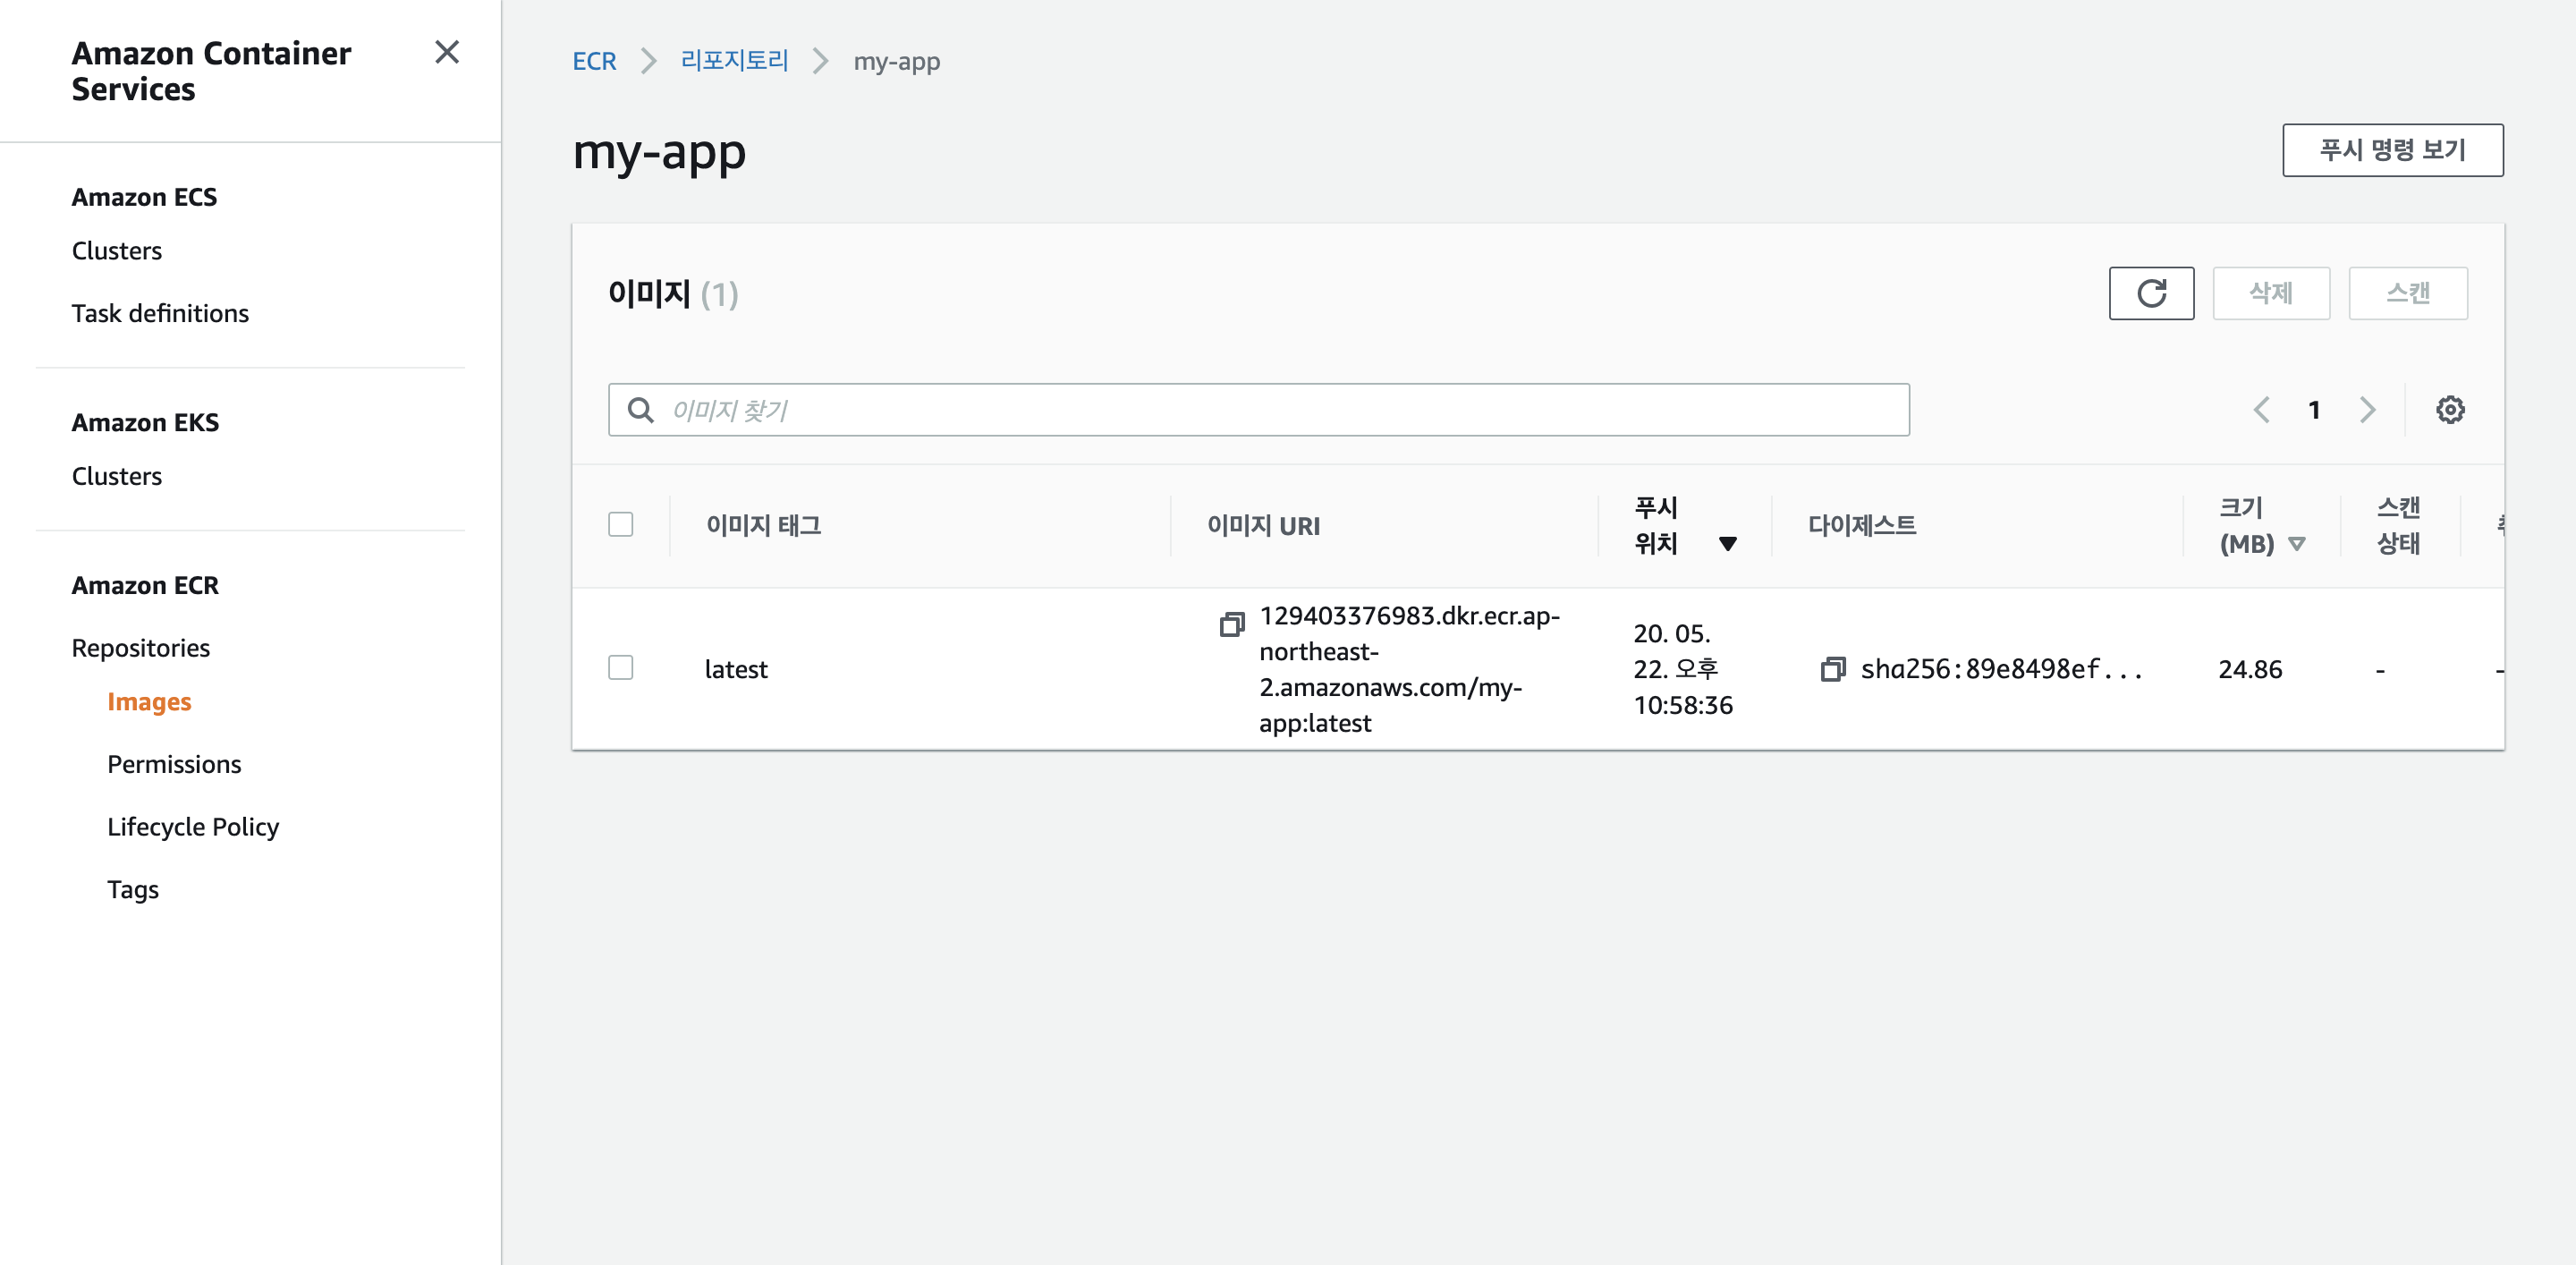 Amazon Container
Services
Amazon ECS
Clusters
Task definitions
Amazon EKS
Clusters
Amazon ECR
Repositories
Images
Permissions
Lifecycle Policy
Tags
ECR 리포지토리 my-app
my-app
푸시 명령 보기
이미지 (1)
삭제 스캔
이미지 찾기
1
이미지 태그
이미지 URI
푸시
위치
다이제스트
크기
(MB)
스캔
상태
latest
129403376983.dkr.ecr.ap-
northeast-
2.amazonaws.com/my-
app:latest
20. 05.
22. 오후
10:58:36
sha256:89e8498ef...
24.86
-
-